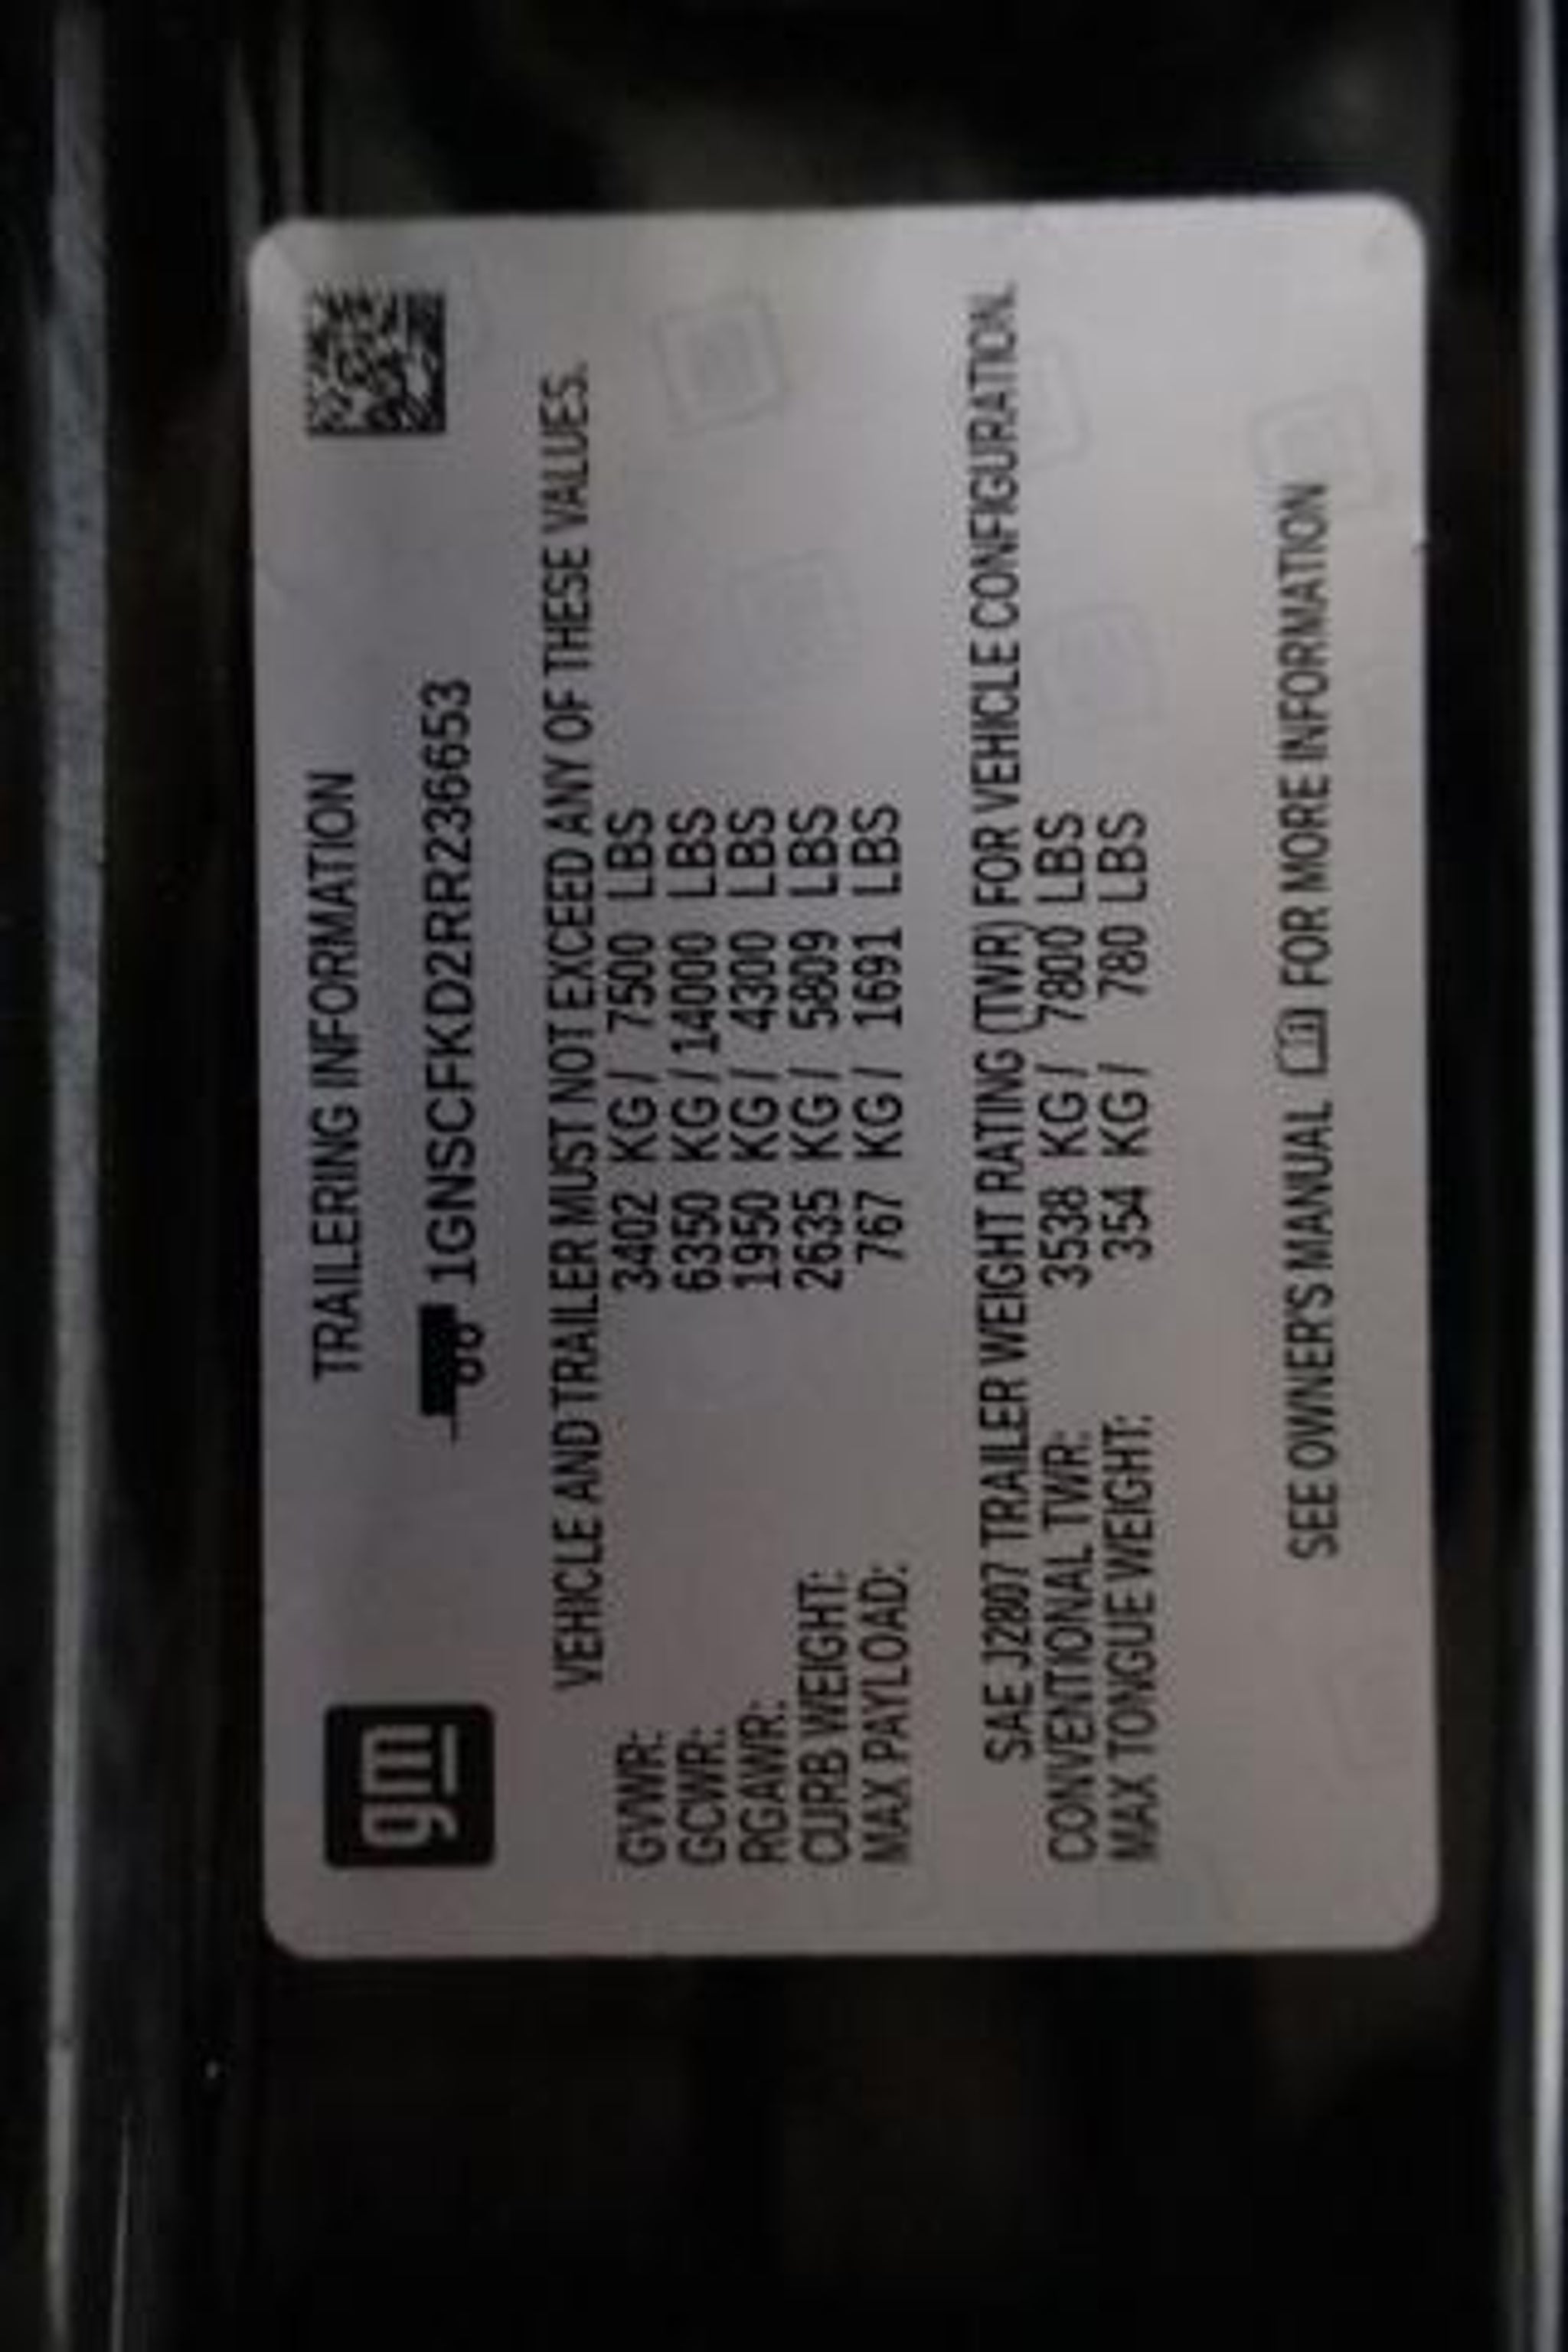 gm
TRAILERING INFORMATION
1GNSCFKD2RR236653
VEHICLE AND TRAILER MUST NOT EXCEED ANY OF THESE VALUES.
GVWR: 3402 KG / 7500 LBS
GCWR: 6350 KG / 14000 LBS
RGAWR: 1950 KG / 4300 LBS
CURB WEIGHT: 2635 KG / 5809 LBS
MAX PAYLOAD: 767 KG / 1691 LBS
SAE J2807 TRAILER WEIGHT RATING (TWR) FOR VEHICLE CONFIGURATION.
CONVENTIONAL TWR: 3538 KG / 7800 LBS
MAX TONGUE WEIGHT: 354 KG / 780 LBS
SEE OWNER'S MANUAL FOR MORE INFORMATION